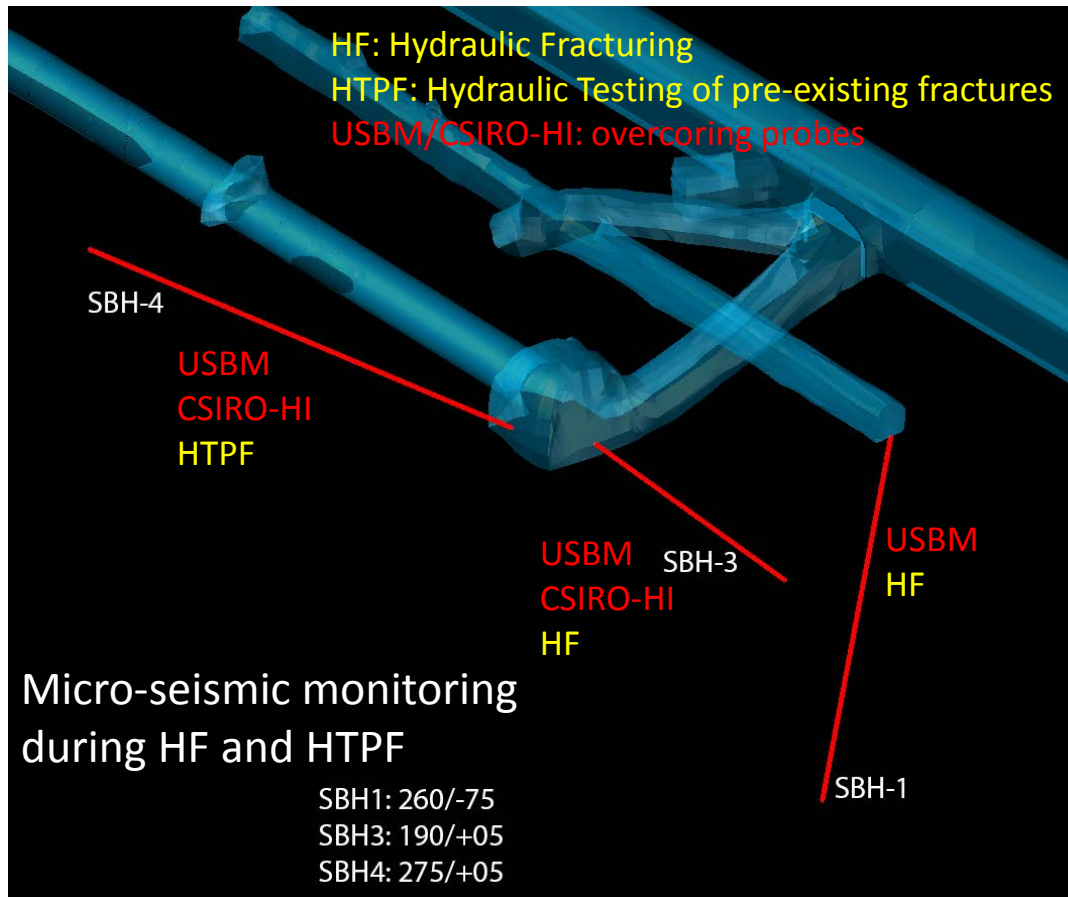 HF: Hydraulic Fracturing
HTPF: Hydraulic Testing of pre-existing fractures
USBM/CSIRO-HI: overcoring probes
SBH-4
USBM
CSIRO-HI
HTPF
USBM
CSIRO-HI
HF
SBH-3
USBM
HF
SBH-1
Micro-seismic monitoring
during HF and HTPF
SBH1: 260/-75
SBH3: 190/+05
SBH4: 275/+05